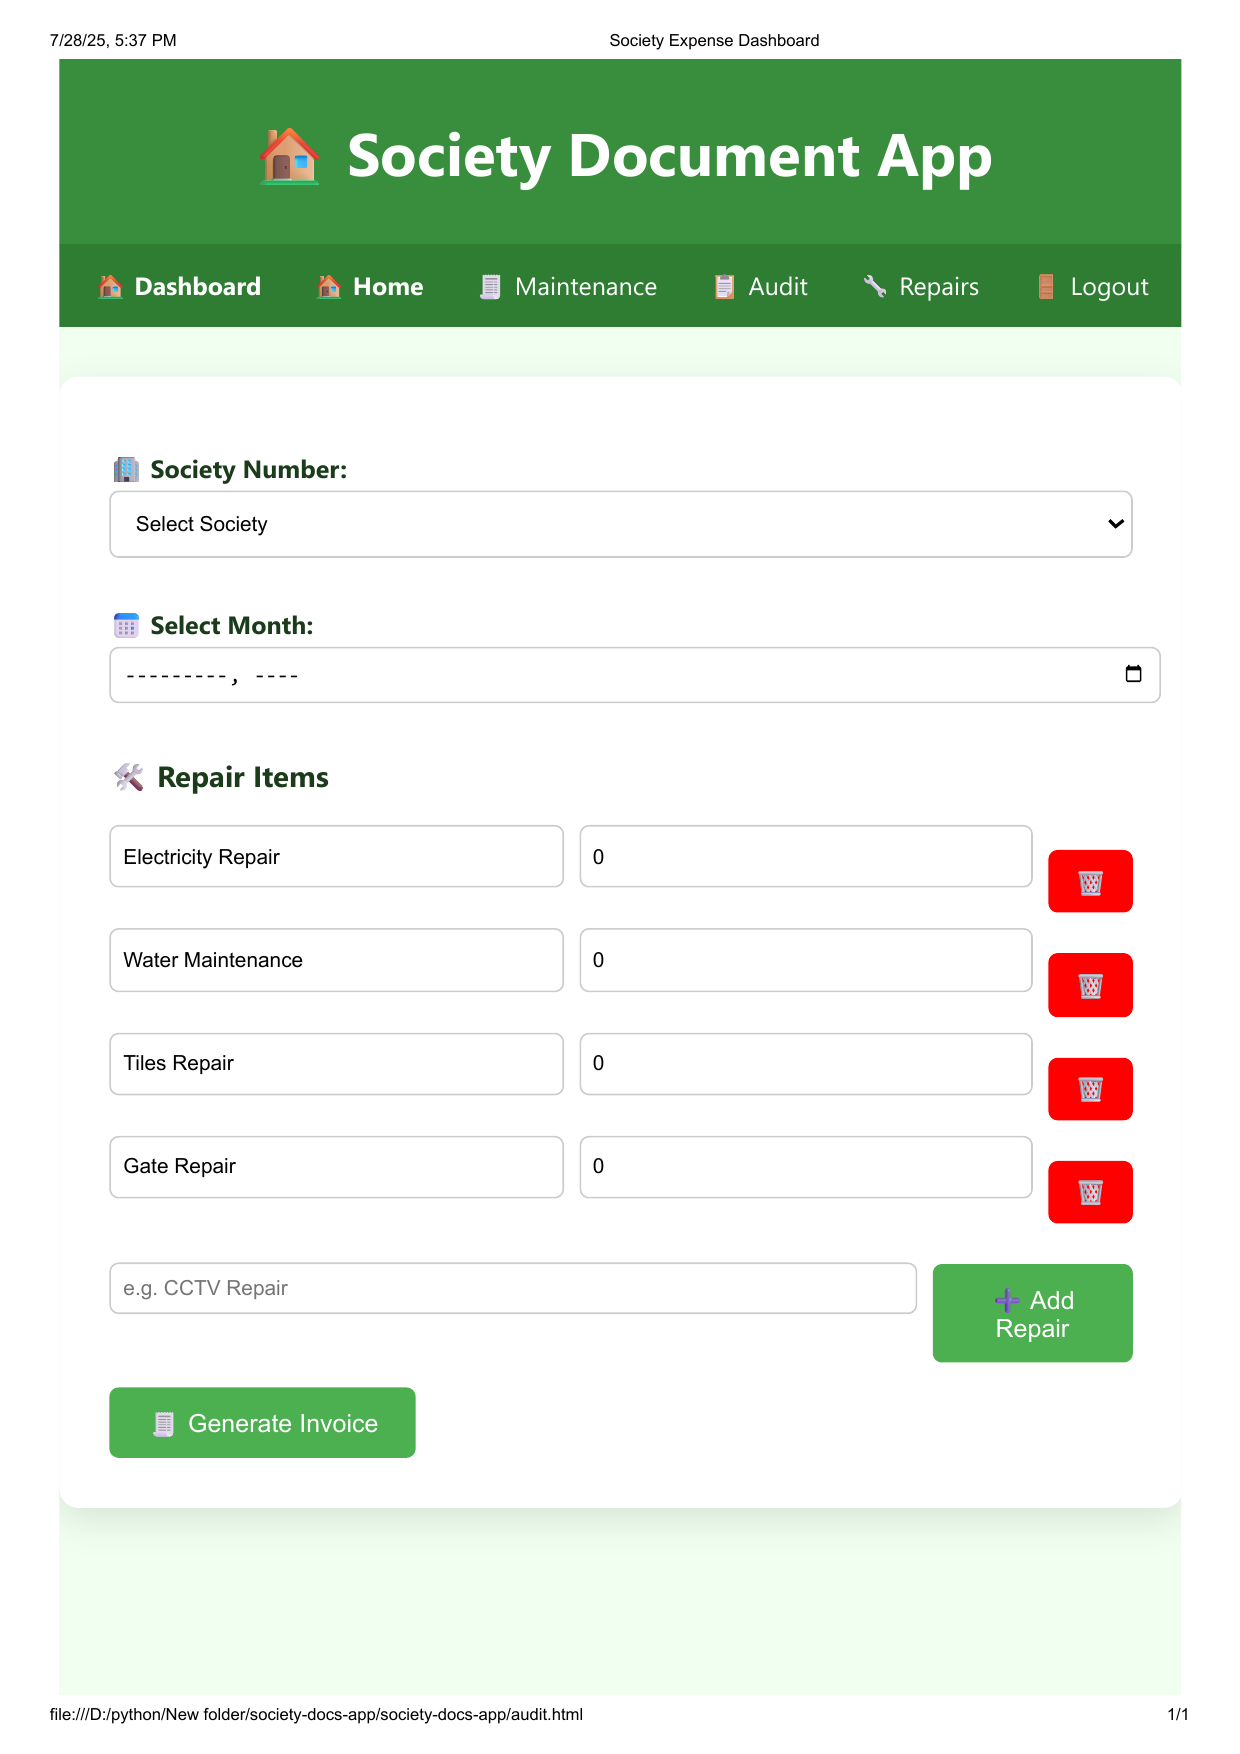 7/28/25, 5:37 PM Society Expense Dashboard
🏠 Society Document App
🏠 Dashboard 🏠 Home 🧾 Maintenance 📋 Audit 🔧 Repairs 🚪 Logout
🏢 Society Number:
Select Society
📅 Select Month:
---------, ----
🛠️ Repair Items
Electricity Repair 0 🗑️
Water Maintenance 0 🗑️
Tiles Repair 0 🗑️
Gate Repair 0 🗑️
e.g. CCTV Repair
➕ Add
Repair
🧾 Generate Invoice
file:///D:/python/New folder/society-docs-app/society-docs-app/audit.html 1/1